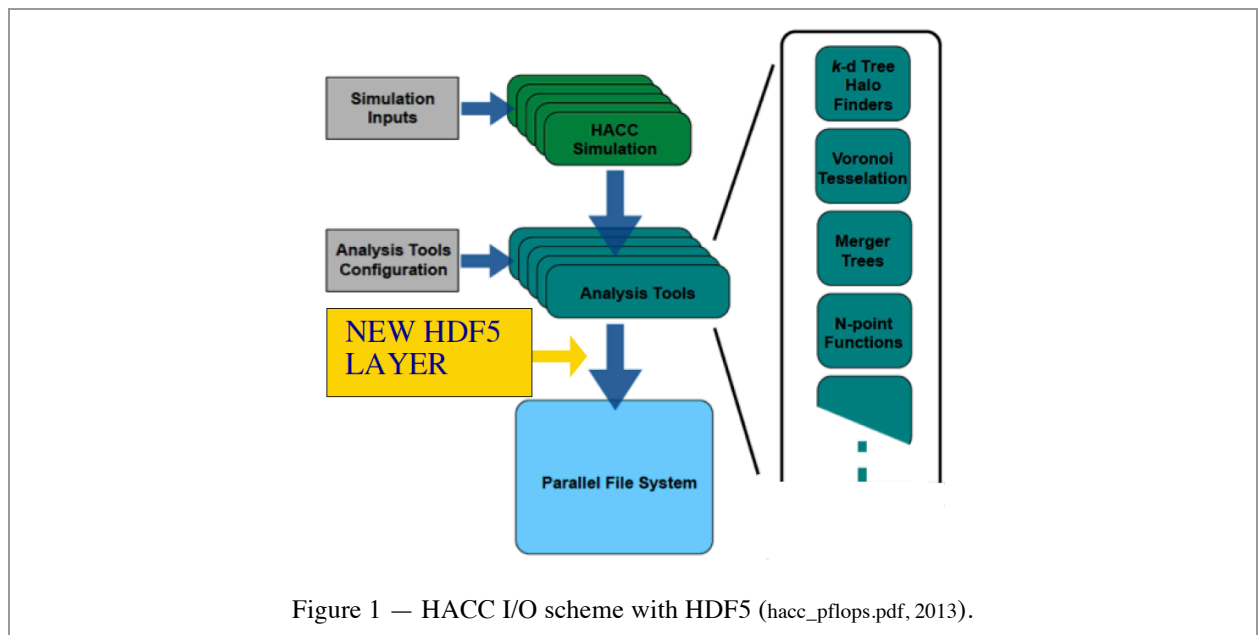 Simulation
Inputs
HACC
Simulation
Analysis Tools
Configuration
Analysis Tools
NEW HDF5
LAYER
Parallel File System
k-d Tree
Halo
Finders
Voronoi
Tesselation
Merger
Trees
N-point
Functions
Figure 1 — HACC I/O scheme with HDF5 (hacc_pflops.pdf, 2013).